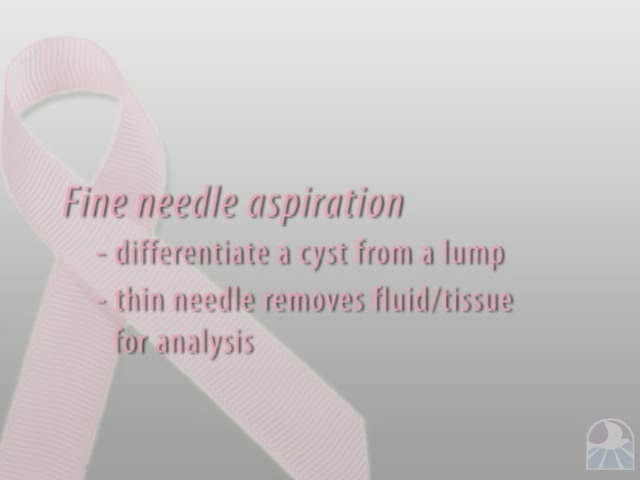 Fine needle aspiration
- differentiate a cyst from a lump
- thin needle removes fluid/tissue
for analysis